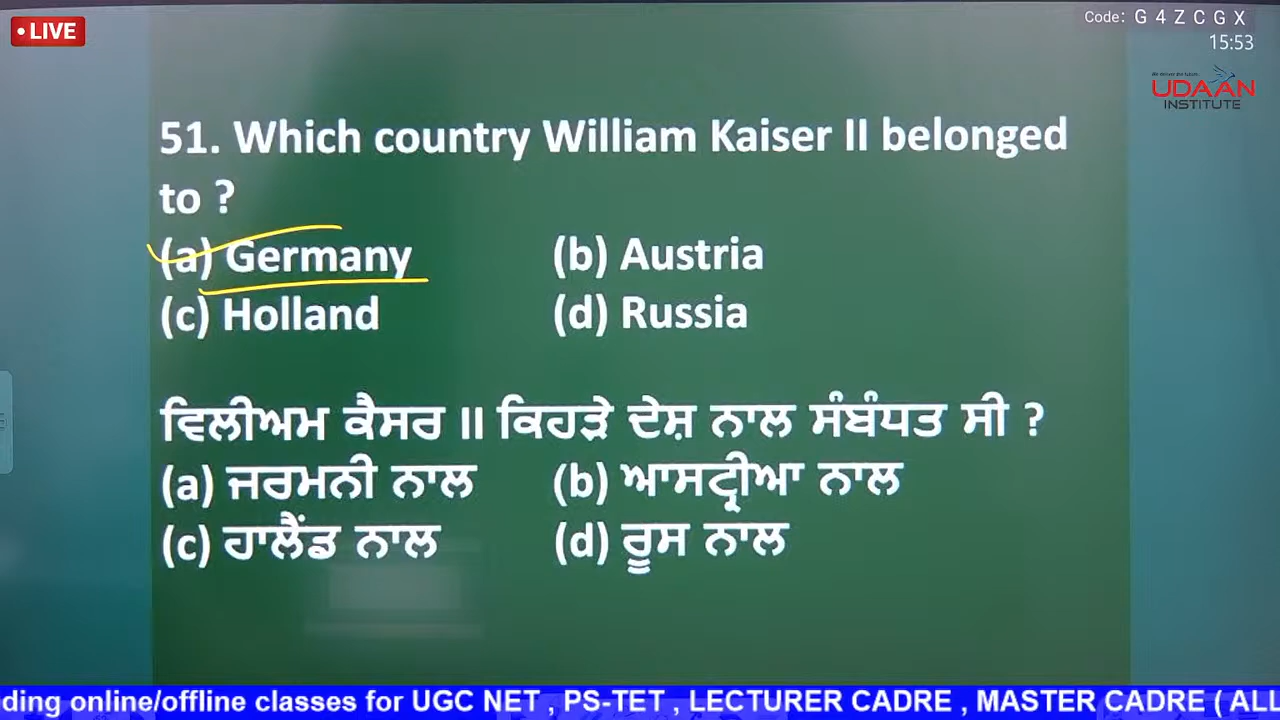 • LIVE
Code: G 4 Z C G X
15:53
UDAAN
INSTITUTE
51. Which country William Kaiser II belonged
to ?
(a) Germany (b) Austria
(c) Holland (d) Russia
ਵਿਲੀਅਮ ਕੈਸਰ II ਕਿਹੜੇ ਦੇਸ਼ ਨਾਲ ਸੰਬੰਧਤ ਸੀ ?
(a) ਜਰਮਨੀ ਨਾਲ (b) ਆਸਟ੍ਰੀਆ ਨਾਲ
(c) ਹਾਲੈਂਡ ਨਾਲ (d) ਰੂਸ ਨਾਲ
ding online/offline classes for UGC NET , PS-TET , LECTURER CADRE , MASTER CADRE ( ALL